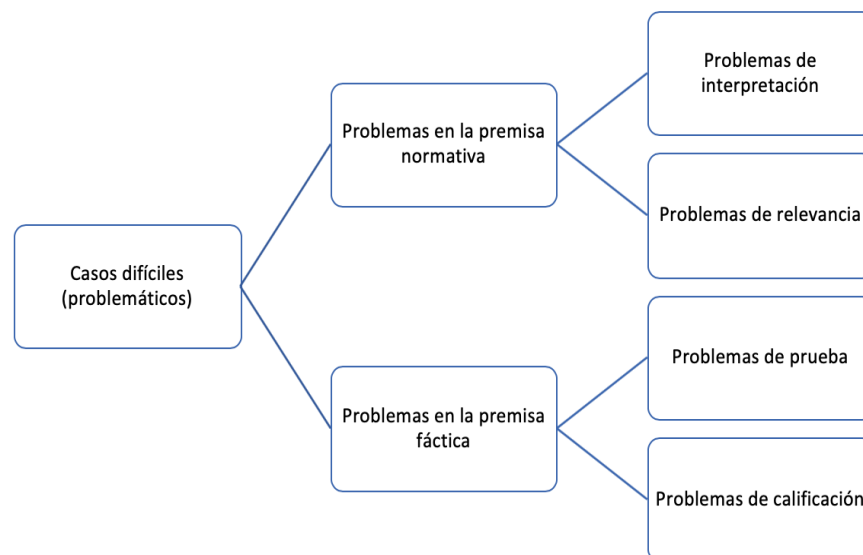 Casos difíciles
(problemáticos)
Problemas en la premisa
normativa
Problemas de
interpretación
Problemas de relevancia
Problemas en la premisa
fáctica
Problemas de prueba
Problemas de calificación